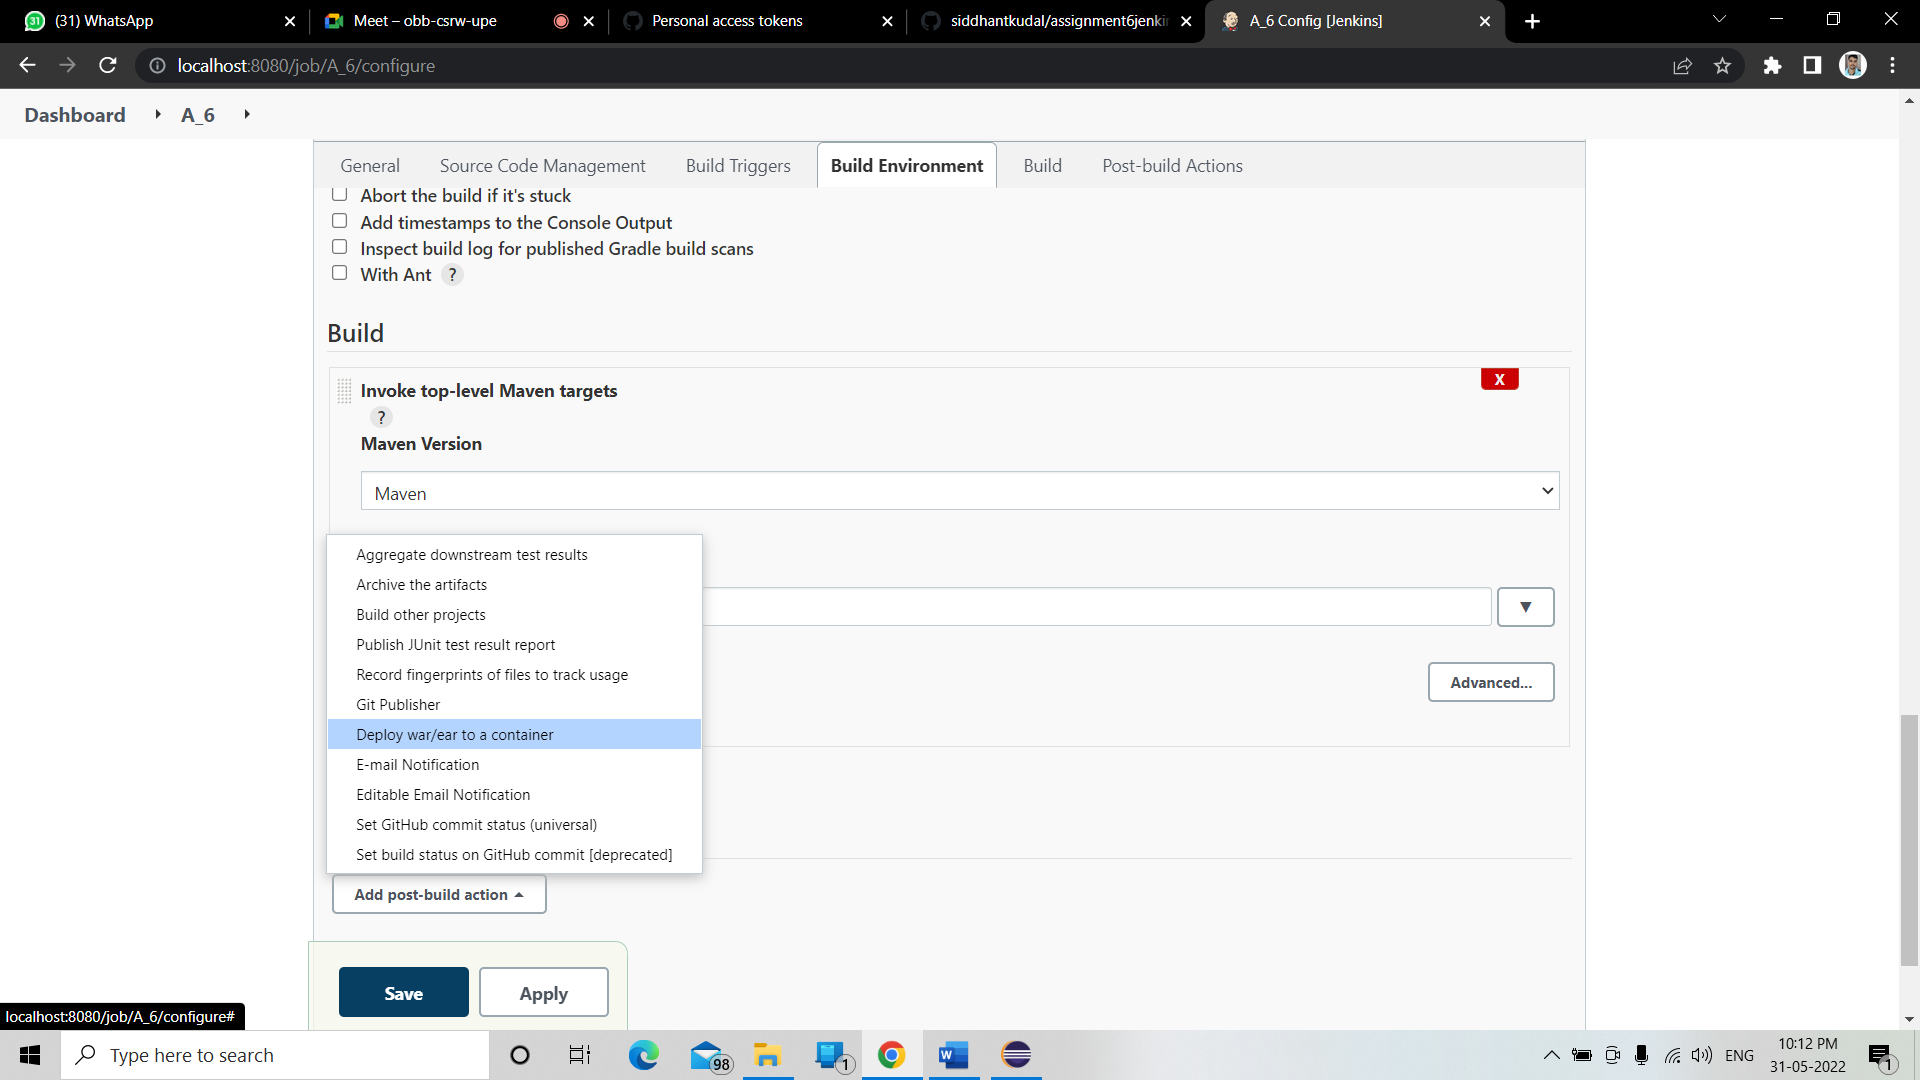 (31) WhatsApp
Meet – obb-csrw-upe
Personal access tokens
siddhantkudal/assignment6jenkin
A_6 Config [Jenkins]
localhost:8080/job/A_6/configure
Dashboard
A_6
General
Source Code Management
Build Triggers
Build Environment
Build
Post-build Actions
Abort the build if it's stuck
Add timestamps to the Console Output
Inspect build log for published Gradle build scans
With Ant ?
Build
Invoke top-level Maven targets
X
?
Maven Version
Maven
Aggregate downstream test results
Archive the artifacts
Build other projects
Publish JUnit test result report
Record fingerprints of files to track usage
Git Publisher
Deploy war/ear to a container
E-mail Notification
Editable Email Notification
Set GitHub commit status (universal)
Set build status on GitHub commit [deprecated]
Advanced...
Add post-build action
Save
Apply
localhost:8080/job/A_6/configure#
Type here to search
98
1
W
ENG
10:12 PM
31-05-2022
1